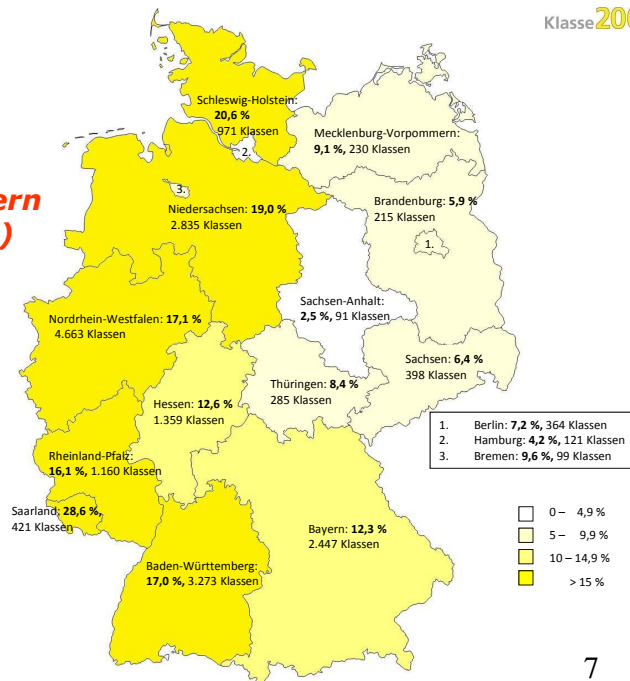 Klasse200
Schleswig-Holstein:
20,6 %
971 Klassen
2.
Mecklenburg-Vorpommern:
9,1 %, 230 Klassen
3.
ern
)
Niedersachsen: 19,0 %
2.835 Klassen
Brandenburg: 5,9 %
215 Klassen
1.
Sachsen-Anhalt:
2,5 %, 91 Klassen
Nordrhein-Westfalen: 17,1 %
4.663 Klassen
Sachsen: 6,4 %
398 Klassen
Thüringen: 8,4 %
285 Klassen
Hessen: 12,6 %
1.359 Klassen
1. Berlin: 7,2 %, 364 Klassen
2. Hamburg: 4,2 %, 121 Klassen
3. Bremen: 9,6 %, 99 Klassen
Rheinland-Pfalz:
16,1 %, 1.160 Klassen
Saarland: 28,6 %,
421 Klassen
Bayern: 12,3 %
2.447 Klassen
Baden-Württemberg:
17,0 %, 3.273 Klassen
0 – 4,9 %
5 – 9,9 %
10 – 14,9 %
> 15 %
7